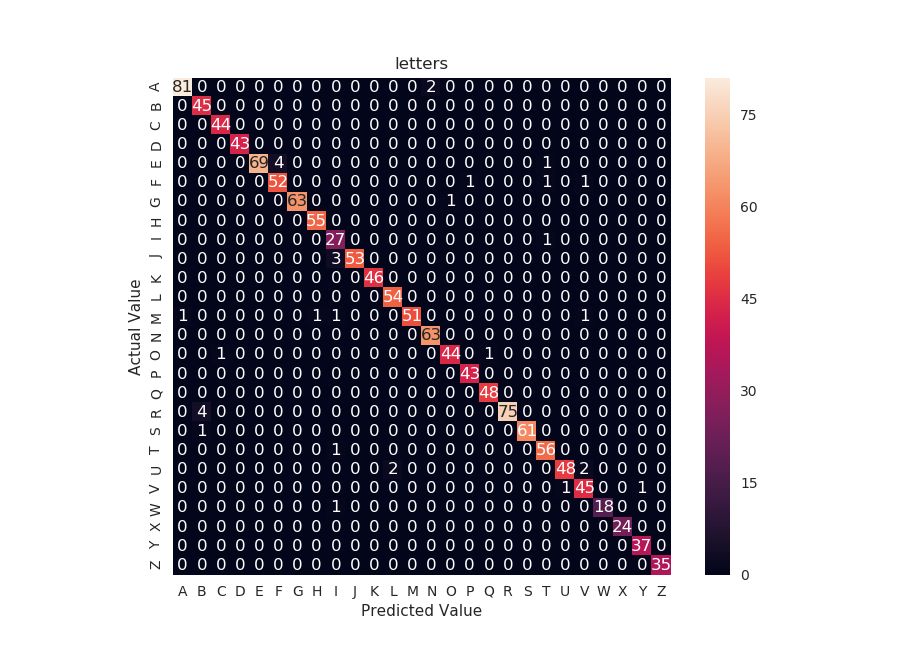 letters
A 81 0 0 0 0 0 0 0 0 0 0 0 0 2 0 0 0 0 0 0 0 0 0 0 0 0
B 0 45 0 0 0 0 0 0 0 0 0 0 0 0 0 0 0 0 0 0 0 0 0 0 0 0
C 0 0 44 0 0 0 0 0 0 0 0 0 0 0 0 0 0 0 0 0 0 0 0 0 0 0
D 0 0 0 43 0 0 0 0 0 0 0 0 0 0 0 0 0 0 0 0 0 0 0 0 0 0
E 0 0 0 0 69 4 0 0 0 0 0 0 0 0 0 0 0 0 0 1 0 0 0 0 0 0
F 0 0 0 0 0 52 0 0 0 0 0 0 0 0 0 1 0 0 0 1 0 1 0 0 0 0
G 0 0 0 0 0 0 63 0 0 0 0 0 0 0 1 0 0 0 0 0 0 0 0 0 0 0
H 0 0 0 0 0 0 0 55 0 0 0 0 0 0 0 0 0 0 0 0 0 0 0 0 0 0
I 0 0 0 0 0 0 0 0 27 0 0 0 0 0 0 0 0 0 0 1 0 0 0 0 0 0
J 0 0 0 0 0 0 0 0 3 53 0 0 0 0 0 0 0 0 0 0 0 0 0 0 0 0
K 0 0 0 0 0 0 0 0 0 0 46 0 0 0 0 0 0 0 0 0 0 0 0 0 0 0
L 0 0 0 0 0 0 0 0 0 0 0 54 0 0 0 0 0 0 0 0 0 0 0 0 0 0
M 1 0 0 0 0 0 0 1 1 0 0 0 51 0 0 0 0 0 0 0 0 1 0 0 0 0
N 0 0 0 0 0 0 0 0 0 0 0 0 0 63 0 0 0 0 0 0 0 0 0 0 0 0
O 0 0 1 0 0 0 0 0 0 0 0 0 0 0 44 0 1 0 0 0 0 0 0 0 0 0
P 0 0 0 0 0 0 0 0 0 0 0 0 0 0 0 43 0 0 0 0 0 0 0 0 0 0
Q 0 0 0 0 0 0 0 0 0 0 0 0 0 0 0 0 48 0 0 0 0 0 0 0 0 0
R 0 4 0 0 0 0 0 0 0 0 0 0 0 0 0 0 0 75 0 0 0 0 0 0 0 0
S 0 1 0 0 0 0 0 0 0 0 0 0 0 0 0 0 0 0 61 0 0 0 0 0 0 0
T 0 0 0 0 0 0 0 0 1 0 0 0 0 0 0 0 0 0 0 56 0 0 0 0 0 0
U 0 0 0 0 0 0 0 0 0 0 0 2 0 0 0 0 0 0 0 0 48 2 0 0 0 0
V 0 0 0 0 0 0 0 0 0 0 0 0 0 0 0 0 0 0 0 0 1 45 0 0 1 0
W 0 0 0 0 0 0 0 0 1 0 0 0 0 0 0 0 0 0 0 0 0 0 18 0 0 0
X 0 0 0 0 0 0 0 0 0 0 0 0 0 0 0 0 0 0 0 0 0 0 0 24 0 0
Y 0 0 0 0 0 0 0 0 0 0 0 0 0 0 0 0 0 0 0 0 0 0 0 0 37 0
Z 0 0 0 0 0 0 0 0 0 0 0 0 0 0 0 0 0 0 0 0 0 0 0 0 0 35
A B C D E F G H I J K L M N O P Q R S T U V W X Y Z
Predicted Value
Actual Value
75
60
45
30
15
0